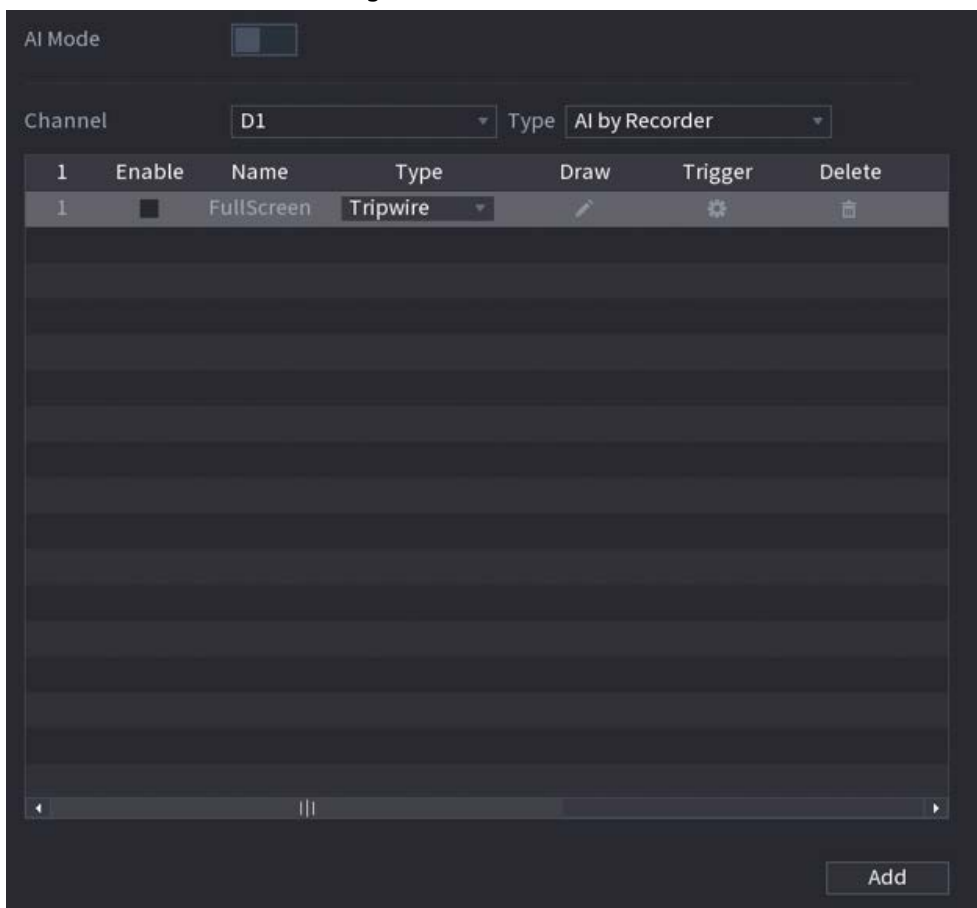 AI Mode
Channel D1 Type AI by Recorder
1 Enable Name Type Draw Trigger Delete
1 FullScreen Tripwire
Add